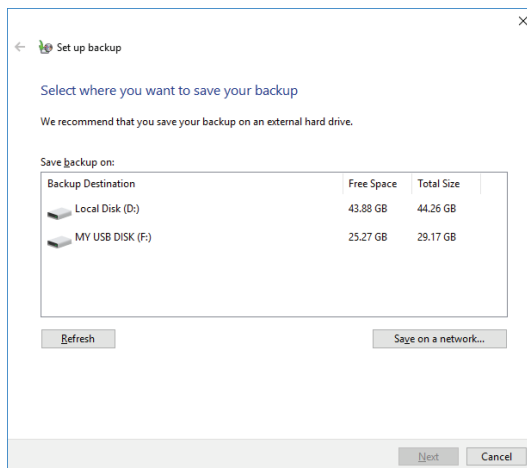 Set up backup
Select where you want to save your backup
We recommend that you save your backup on an external hard drive.
Save backup on:
Backup Destination Free Space Total Size
Local Disk (D:) 43.88 GB 44.26 GB
MY USB DISK (F:) 25.27 GB 29.17 GB
Refresh Save on a network...
Next Cancel